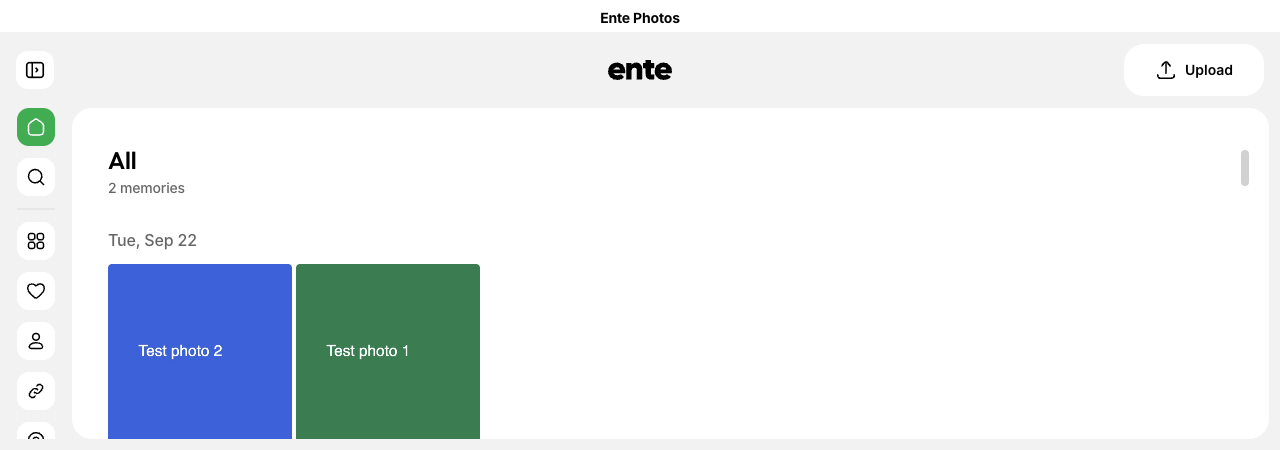 Ente Photos
ente
Upload
All
2 memories
Tue, Sep 22
Test photo 2
Test photo 1